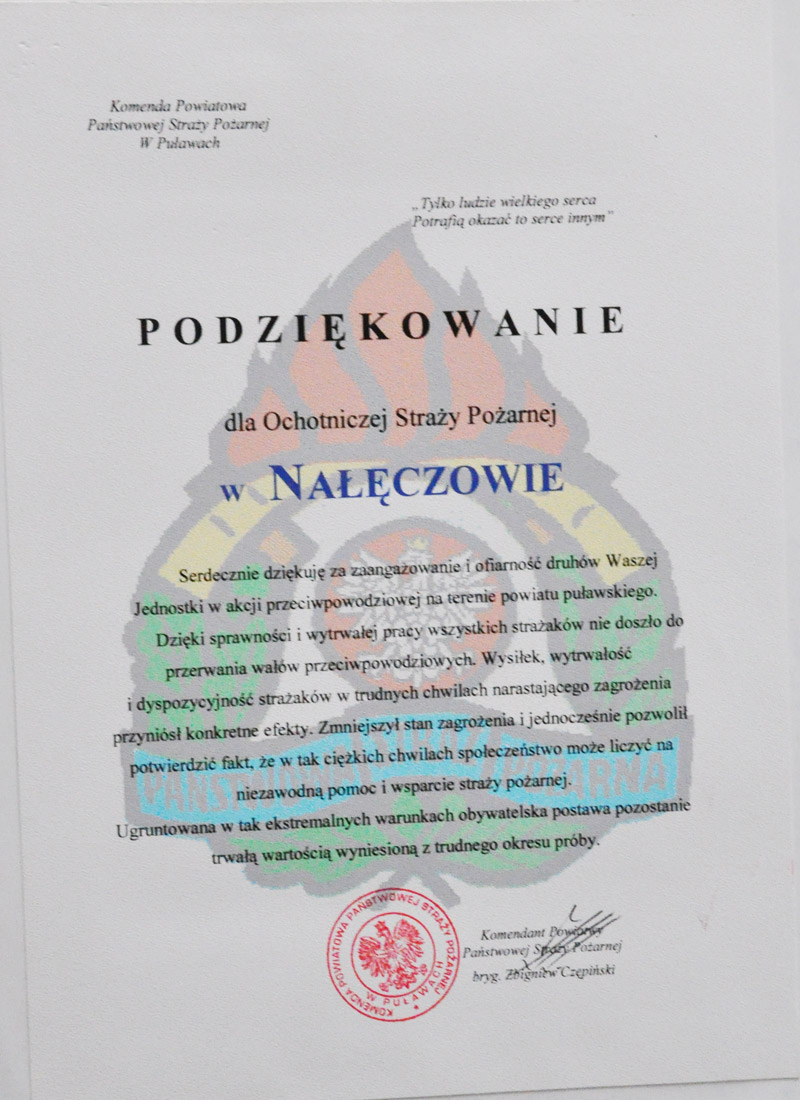 Komenda Powiatowa
Państwowej Straży Pożarnej
W Puławach
„Tylko ludzie wielkiego serca
Potrafią okazać to serce innym”
PODZIĘKOWANIE
dla Ochotniczej Straży Pożarnej
w NAŁĘCZOWIE
Serdecznie dziękuję za zaangażowanie i ofiarność druhów Waszej
Jednostki w akcji przeciwpowodziowej na terenie powiatu puławskiego.
Dzięki sprawności i wytrwałej pracy wszystkich strażaków nie doszło do
przerwania wałów przeciwpowodziowych. Wysiłek, wytrwałość
i dyspozycyjność strażaków w trudnych chwilach narastającego zagrożenia
przyniósł konkretne efekty. Zmniejszył stan zagrożenia i jednocześnie pozwolił
potwierdzić fakt, że w tak ciężkich chwilach społeczeństwo może liczyć na
niezawodną pomoc i wsparcie straży pożarnej.
Ugruntowana w tak ekstremalnych warunkach obywatelska postawa pozostanie
trwałą wartością wyniesioną z trudnego okresu próby.
PAŃSTWOWA STRAŻ POŻARNA
KOMENDA POWIATOWA PAŃSTWOWEJ STRAŻY POŻARNEJ
W PUŁAWACH
Komendant Powiatowy
Państwowej Straży Pożarnej
bryg. Zbigniew Czępiński